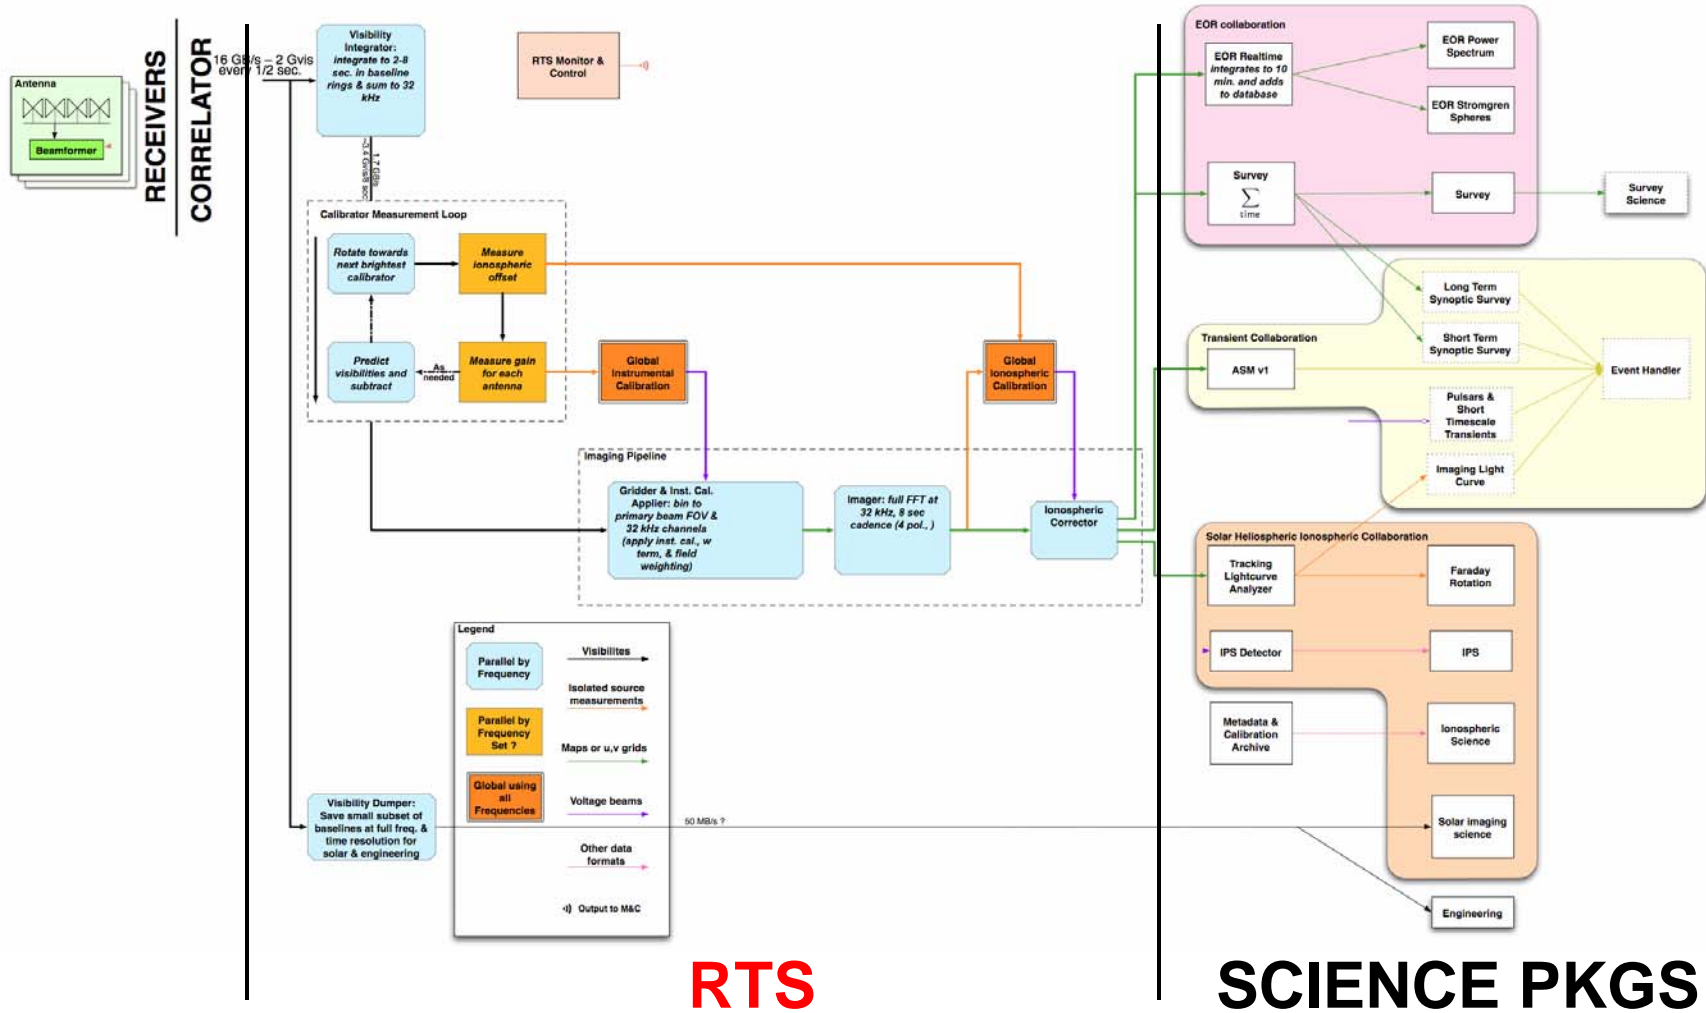 Antenna
Beamformer
RECEIVERS
CORRELATOR
16 GB/s – 2 Gvis
every 1/2 sec.
Visibility
Integrator:
integrate to 2-8
sec. in baseline
rings & sum to 32
kHz
1.7 GB/s
~3.4 Gvis/8 sec.
RTS Monitor &
Control
Calibrator Measurement Loop
Rotate towards
next brightest
calibrator
Measure
ionospheric
offset
Predict
visibilities and
subtract
As
needed
Measure gain
for each
antenna
Global
Instrumental
Calibration
Global
Ionospheric
Calibration
Imaging Pipeline
Gridder & Inst. Cal.
Applier: bin to
primary beam FOV &
32 kHz channels
(apply inst. cal., w
term, & field
weighting)
Imager: full FFT at
32 kHz, 8 sec
cadence (4 pol., )
Ionospheric
Corrector
Legend
Parallel by
Frequency
Visibilites
Isolated source
measurements
Parallel by
Frequency
Set ?
Maps or u,v grids
Global using
all
Frequencies
Voltage beams
Other data
formats
Output to M&C
Visibility Dumper:
Save small subset of
baselines at full freq. &
time resolution for
solar & engineering
50 MB/s ?
EOR collaboration
EOR Realtime
integrates to 10
min. and adds
to database
EOR Power
Spectrum
EOR Stromgren
Spheres
Survey
∑
time
Survey
Survey
Science
Transient Collaboration
Long Term
Synoptic Survey
Short Term
Synoptic Survey
ASM v1
Event Handler
Pulsars &
Short
Timescale
Transients
Imaging Light
Curve
Solar Heliospheric Ionospheric Collaboration
Tracking
Lightcurve
Analyzer
Faraday
Rotation
IPS Detector
IPS
Metadata &
Calibration
Archive
Ionospheric
Science
Solar imaging
science
Engineering
RTS
SCIENCE PKGS